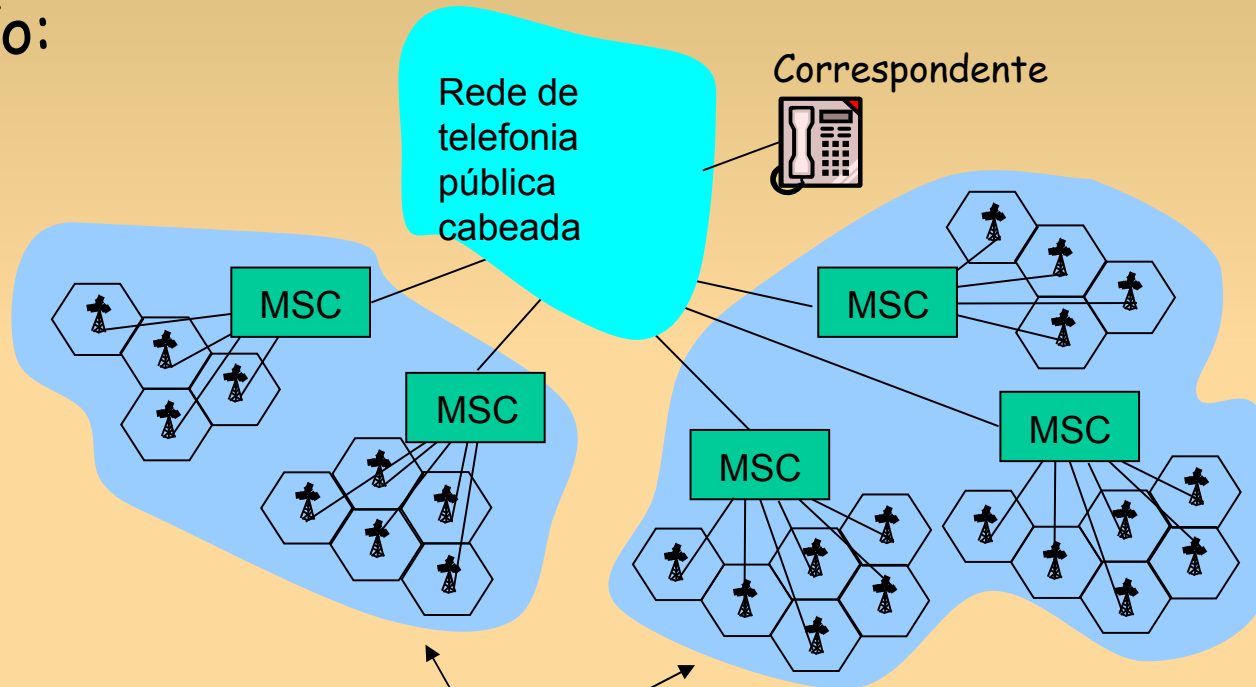 o:
Rede de
telefonia
pública
cabeada
Correspondente
MSC
MSC
MSC
MSC
MSC